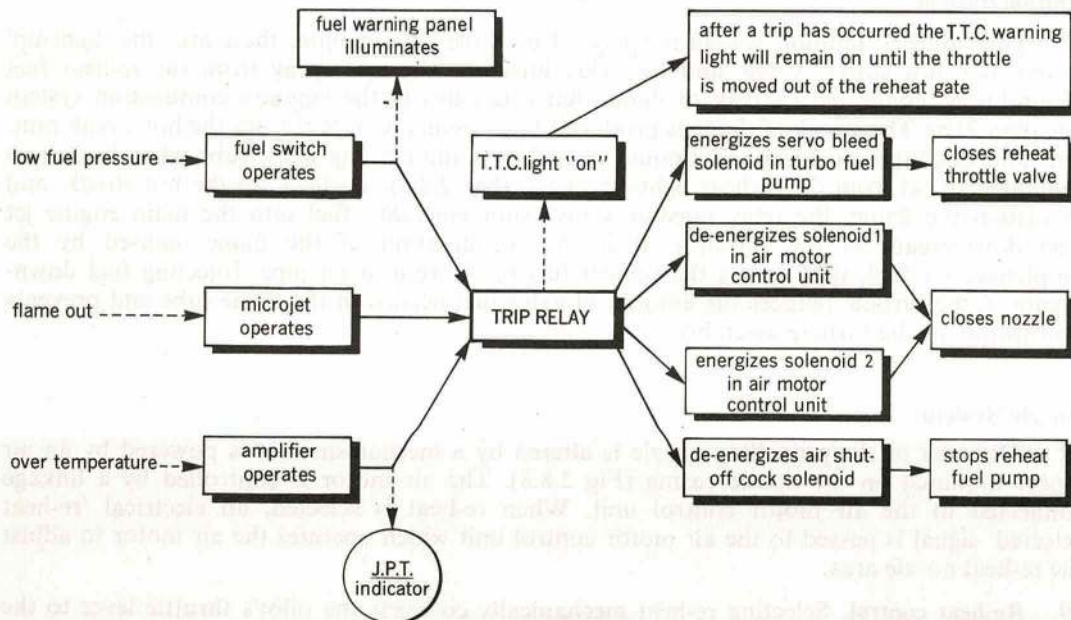 fuel warning panel
illuminates
after a trip has occurred the T.T.C. warning
light will remain on until the throttle
is moved out of the reheat gate
low fuel pressure
fuel switch
operates
T.T.C. light "on"
energizes servo bleed
solenoid in turbo fuel
pump
closes reheat
throttle valve
de-energizes solenoid 1
in air motor
control unit
flame out
microjet
operates
TRIP RELAY
closes nozzle
energizes solenoid 2
in air motor
control unit
over temperature
amplifier
operates
de-energizes air shut-
off cock solenoid
stops reheat
fuel pump
J.P.T.
indicator